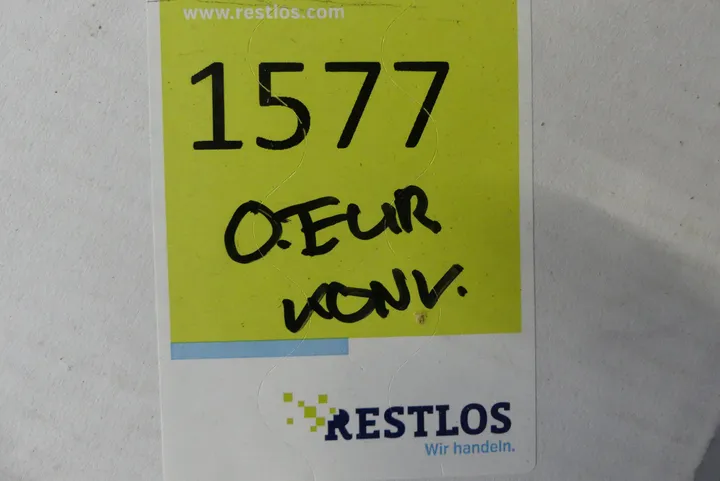 www.restlos.com
1577
O.EUR
KONV.
RESTLOS
Wir handeln.